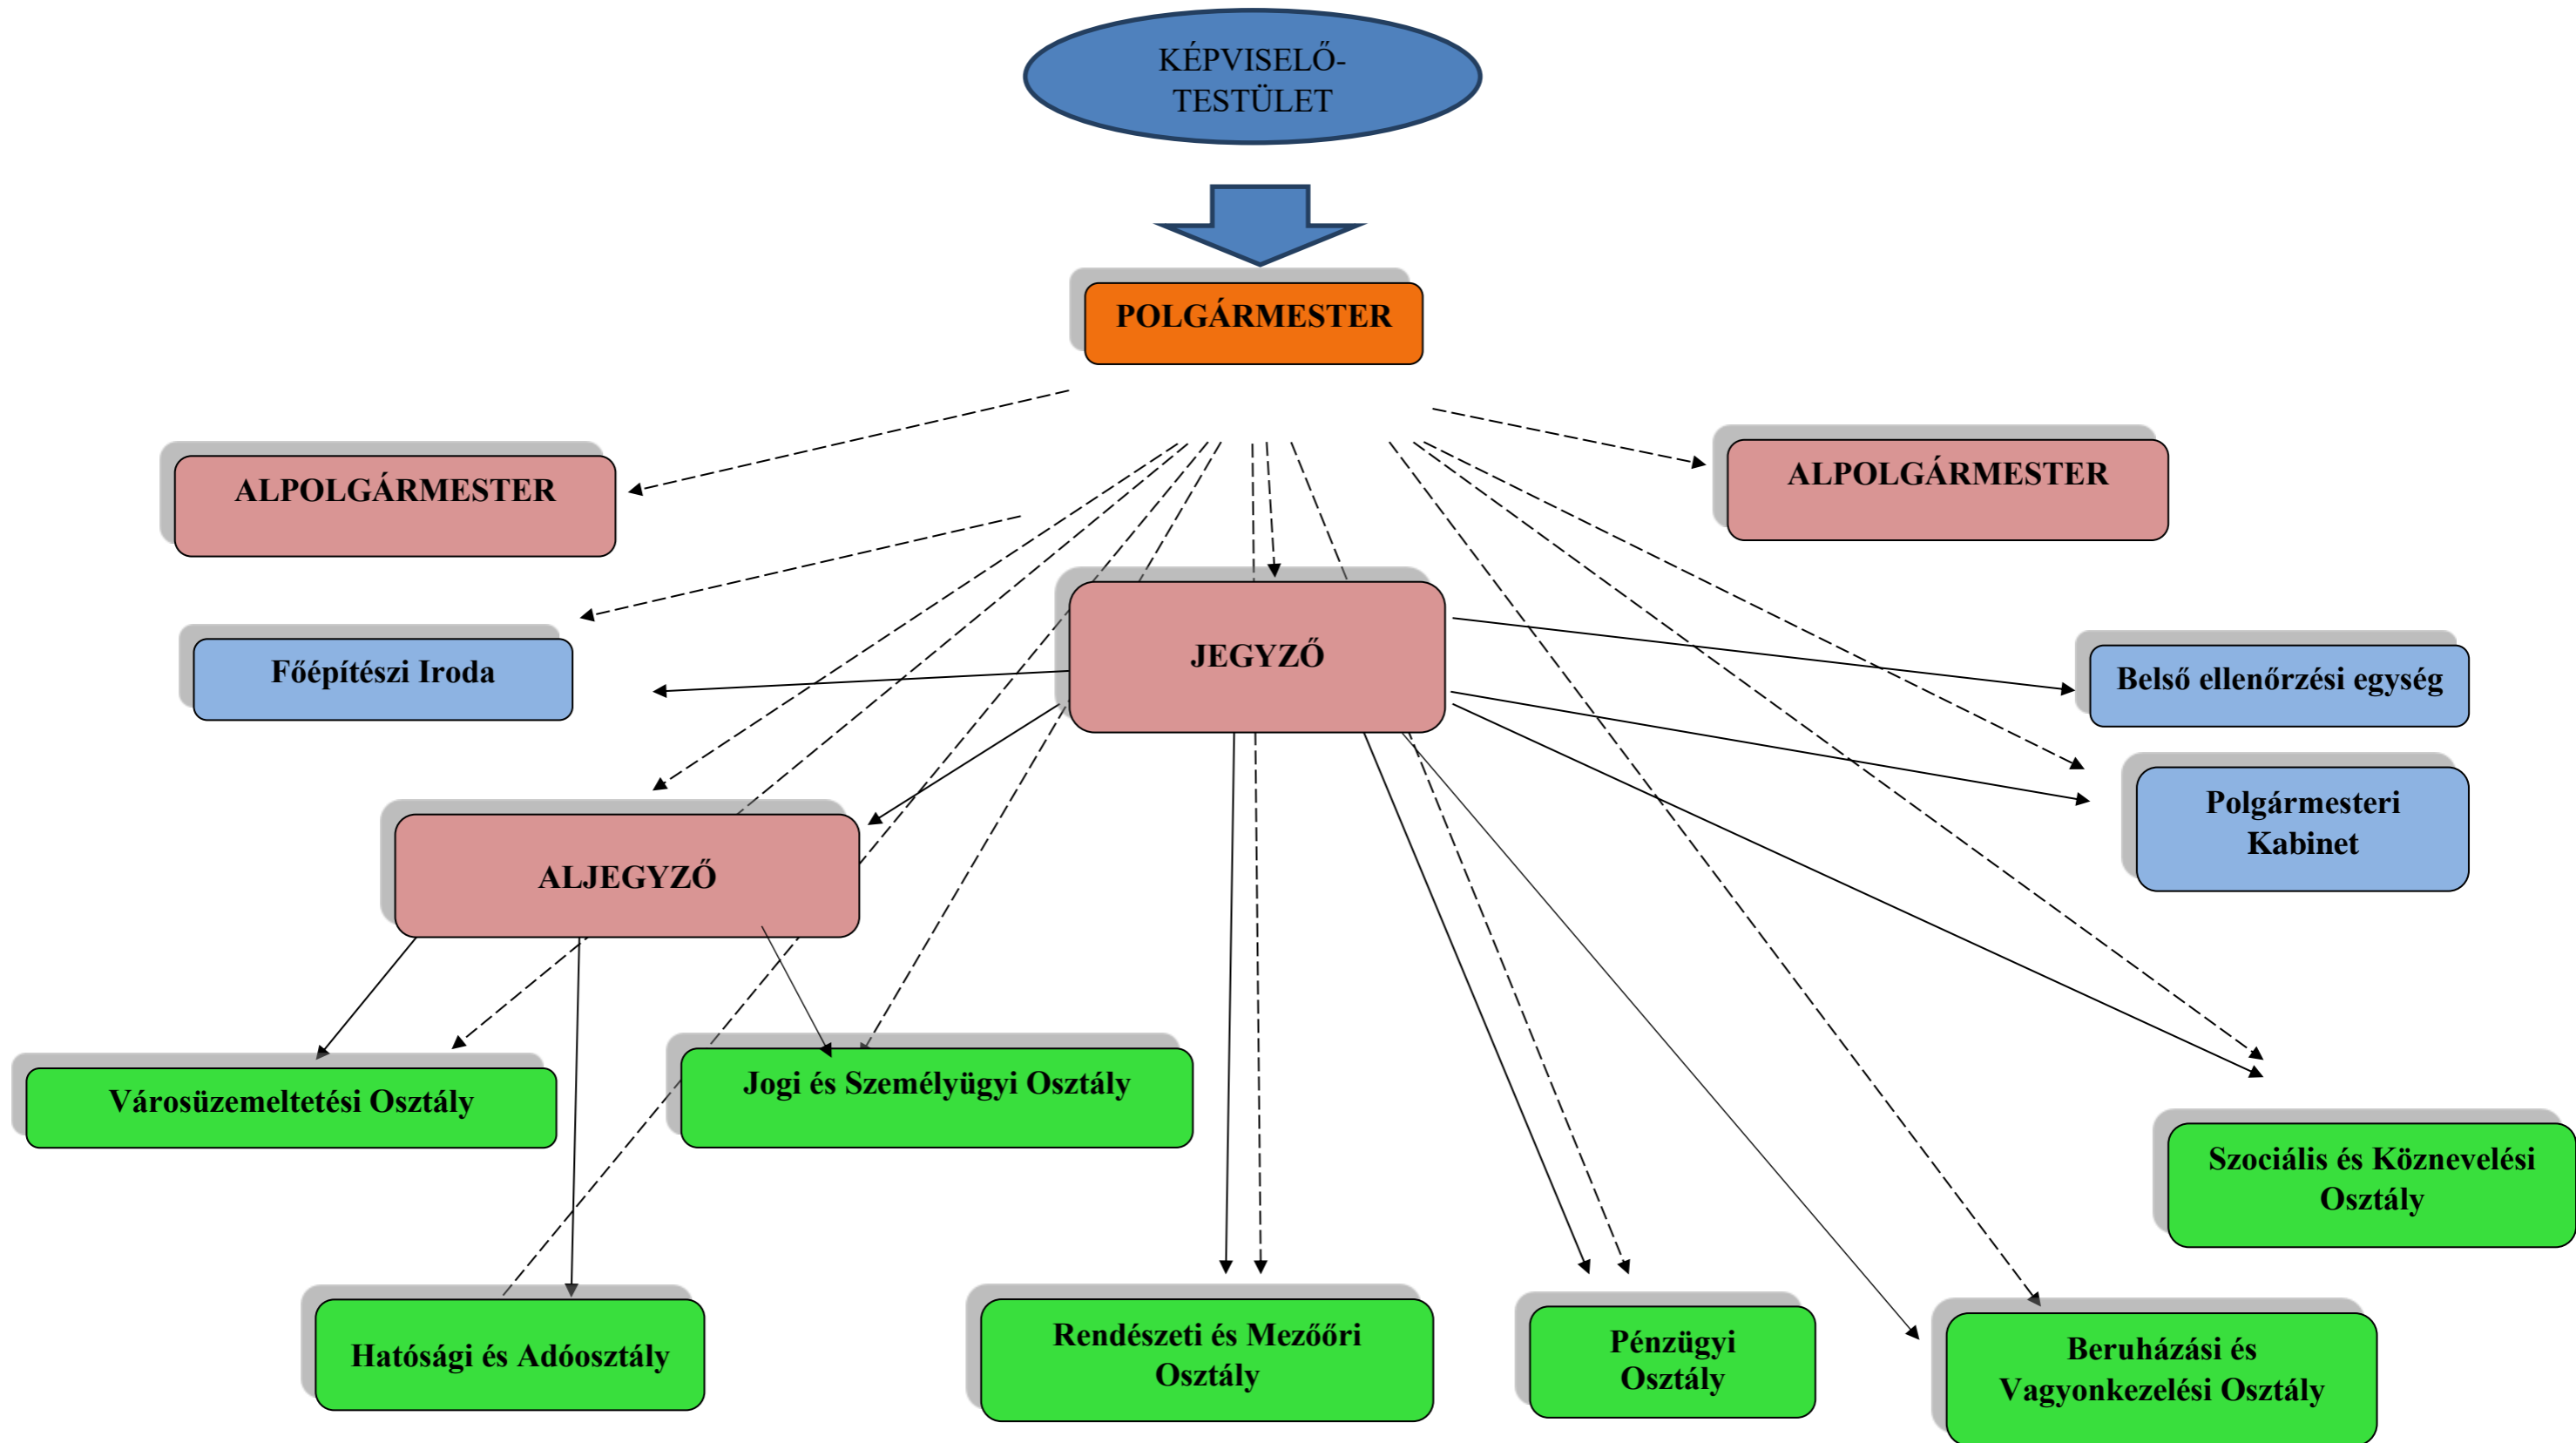 KÉPVISELŐ-
TESTÜLET
POLGÁRMESTER
ALPOLGÁRMESTER
ALPOLGÁRMESTER
JEGYZŐ
Főépítészi Iroda
Belső ellenőrzési egység
Polgármesteri
Kabinet
ALJEGYZŐ
Városüzemeltetési Osztály
Jogi és Személyügyi Osztály
Szociális és Köznevelési
Osztály
Hatósági és Adóosztály
Rendészeti és Mezőőri
Osztály
Pénzügyi
Osztály
Beruházási és
Vagyonkezelési Osztály